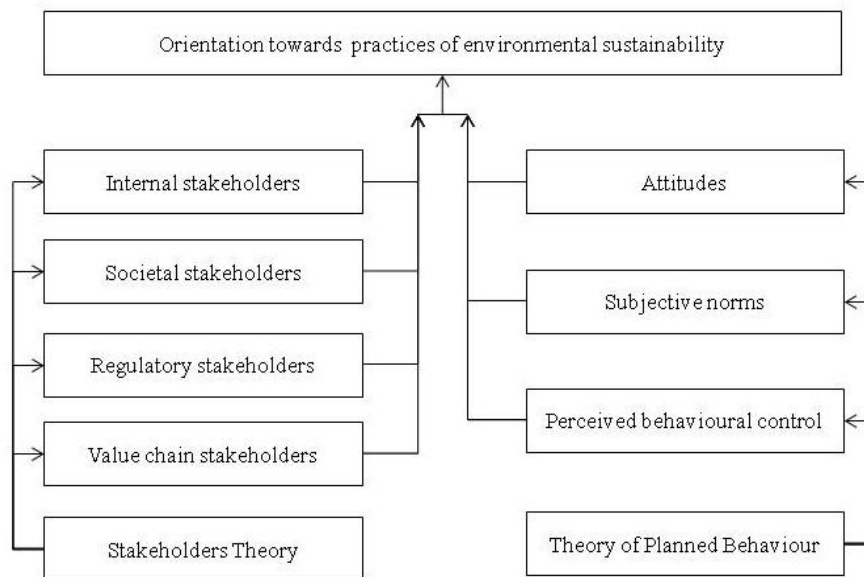 Orientation towards practices of environmental sustainability
Internal stakeholders
Societal stakeholders
Regulatory stakeholders
Value chain stakeholders
Stakeholders Theory
Attitudes
Subjective norms
Perceived behavioural control
Theory of Planned Behaviour